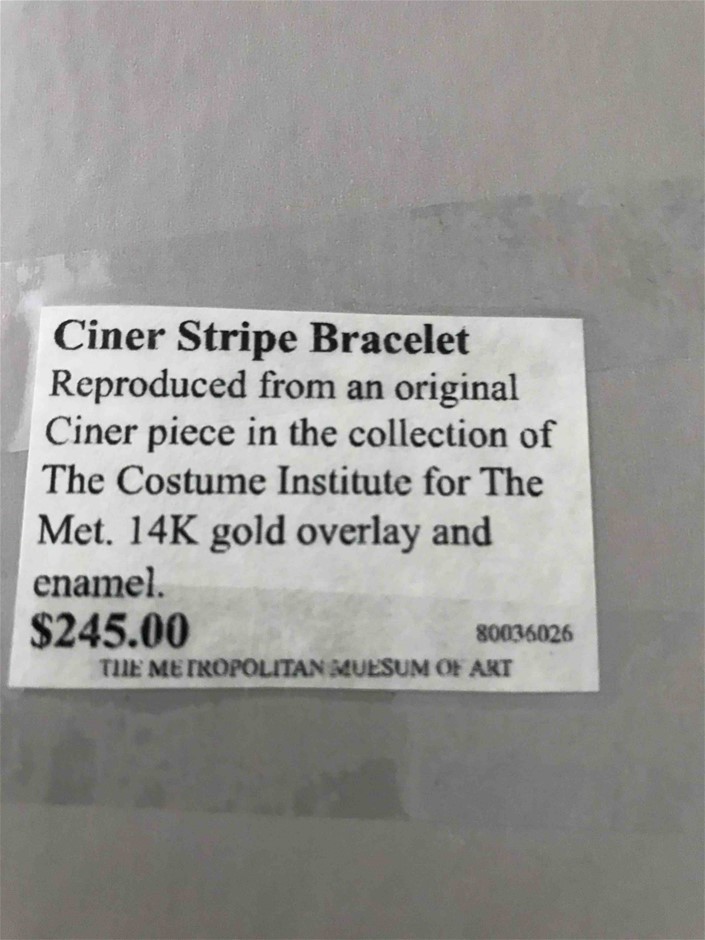 Ciner Stripe Bracelet
Reproduced from an original
Ciner piece in the collection of
The Costume Institute for The
Met. 14K gold overlay and
enamel.
$245.00 80036026
THE METROPOLITAN MUESUM OF ART